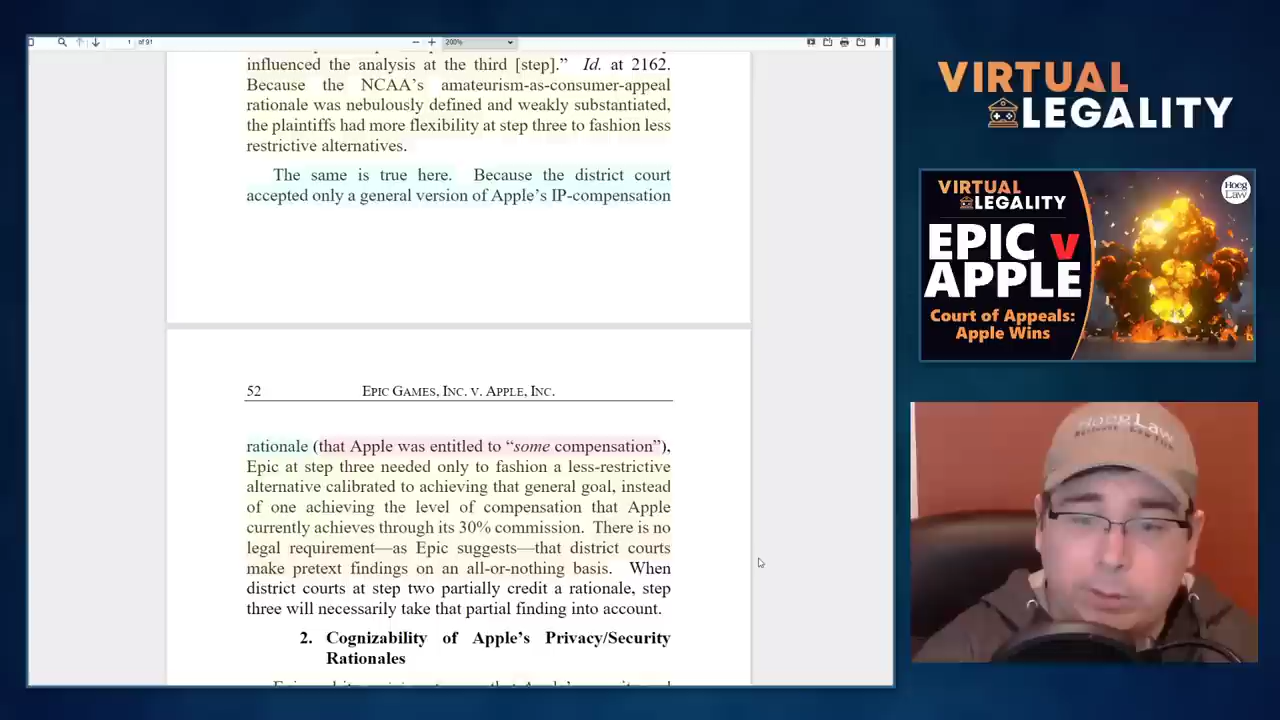 1 of 91
200%
influenced the analysis at the third [step].” Id. at 2162.
Because the NCAA’s amateurism-as-consumer-appeal
rationale was nebulously defined and weakly substantiated,
the plaintiffs had more flexibility at step three to fashion less
restrictive alternatives.
The same is true here. Because the district court
accepted only a general version of Apple’s IP-compensation
52 EPIC GAMES, INC. V. APPLE, INC.
rationale (that Apple was entitled to “some compensation”),
Epic at step three needed only to fashion a less-restrictive
alternative calibrated to achieving that general goal, instead
of one achieving the level of compensation that Apple
currently achieves through its 30% commission. There is no
legal requirement—as Epic suggests—that district courts
make pretext findings on an all-or-nothing basis. When
district courts at step two partially credit a rationale, step
three will necessarily take that partial finding into account.
2. Cognizability of Apple’s Privacy/Security
Rationales
VIRTUAL
LEGALITY
VIRTUAL
LEGALITY
Hoeg
Law
EPIC v
APPLE
Court of Appeals:
Apple Wins
Hoeg Law